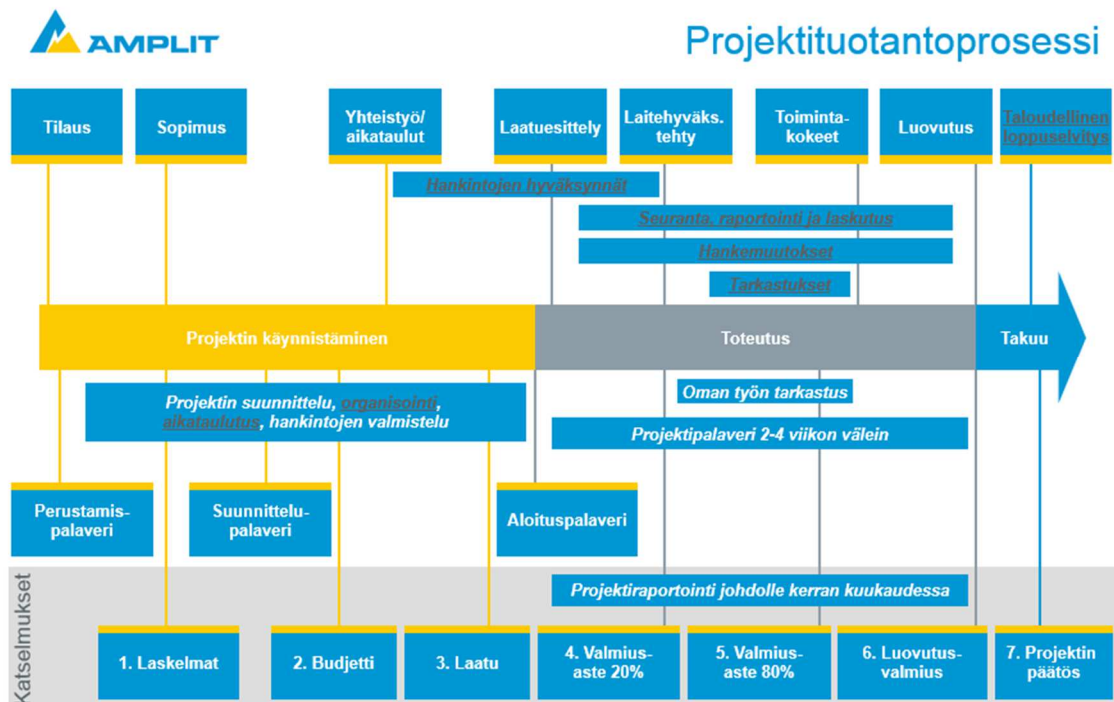 AMPLIT
Projektituotantoprosessi
Tilaus
Sopimus
Yhteistyö/
aikataulut
Laatuesittely
Laitehyväks.
tehty
Toiminta-
kokeet
Luovutus
Taloudellinen
loppuselvitys
Hankintojen hyväksynnät
Seuranta, raportointi ja laskutus
Hankemuutokset
Tarkastukset
Projektin käynnistäminen
Toteutus
Takuu
Projektin suunnittelu, organisointi,
aikataulutus, hankintojen valmistelu
Oman työn tarkastus
Projektipalaveri 2-4 viikon välein
Perustamis-
palaveri
Suunnittelu-
palaveri
Aloituspalaveri
Katselmukset
Projektiraportointi johdolle kerran kuukaudessa
1. Laskelmat
2. Budjetti
3. Laatu
4. Valmius-
aste 20%
5. Valmius-
aste 80%
6. Luovutus-
valmius
7. Projektin
päätös